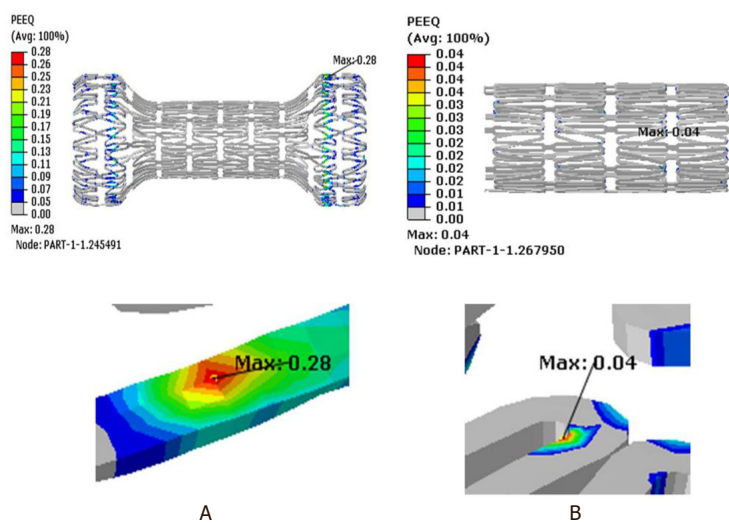 PEEQ
(Avg: 100%)
0.28
0.26
0.23
0.21
0.19
0.17
0.15
0.13
0.11
0.09
0.07
0.05
0.00
Max: 0.28
Node: PART-1-1.245491
Max: 0.28
PEEQ
(Avg: 100%)
0.04
0.04
0.04
0.03
0.03
0.03
0.02
0.02
0.02
0.02
0.01
0.01
0.00
Max: 0.04
Node: PART-1-1.267950
Max: 0.04
Max: 0.28
Max: 0.04
A
B